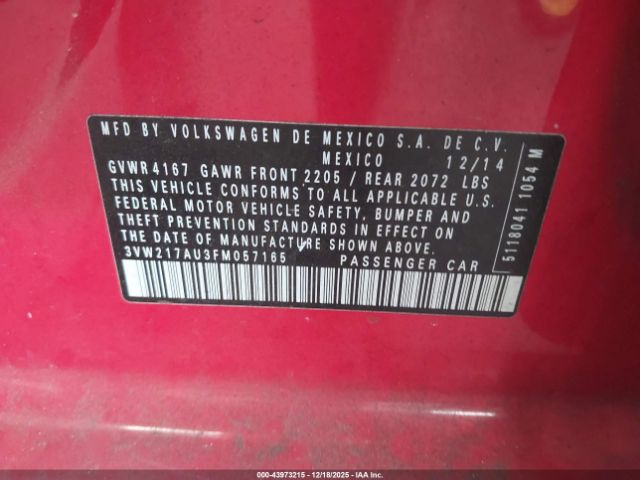 MFD BY VOLKSWAGEN DE MEXICO S.A. DE C.V.
MEXICO 12/14
GVWR 4167 GAWR FRONT 2205 / REAR 2072 LBS
THIS VEHICLE CONFORMS TO ALL APPLICABLE U.S.
FEDERAL MOTOR VEHICLE SAFETY, BUMPER AND
THEFT PREVENTION STANDARDS IN EFFECT ON
THE DATE OF MANUFACTURE SHOWN ABOVE.
3VW217AU3FM057165 PASSENGER CAR
5118041 1054 M
000-43973215 - 12/18/2025 - IAA Inc.